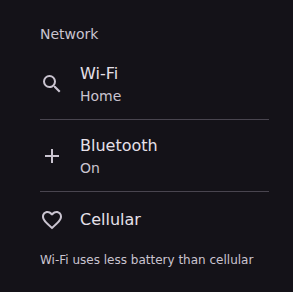 Network
Wi-Fi
Home
Bluetooth
On
Cellular
Wi-Fi uses less battery than cellular